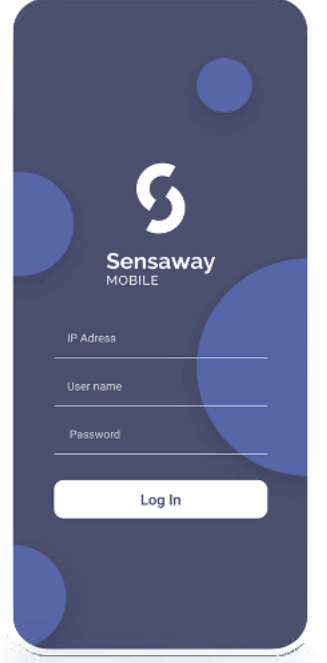 Sensaway
MOBILE
IP Adress
User name
Password
Log In